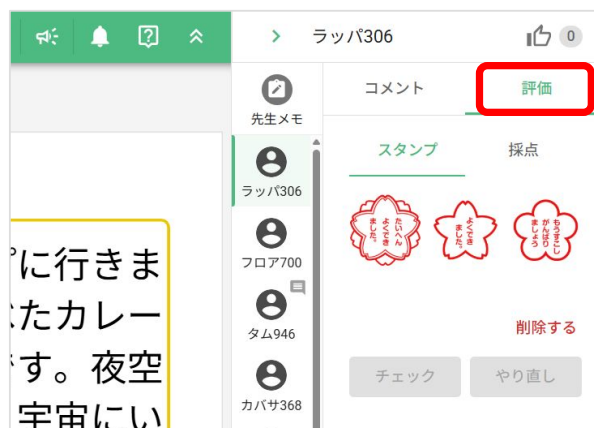 ラッパ306
0
先生メモ
ラッパ306
フロア700
タム946
カバサ368
コメント
評価
スタンプ
採点
たいへん
よくでき
ました。
よくでき
ました。
もうすこし
がんばり
ましょう
削除する
チェック
やり直し
に行きま
たカレー
す。夜空
宇宙にい